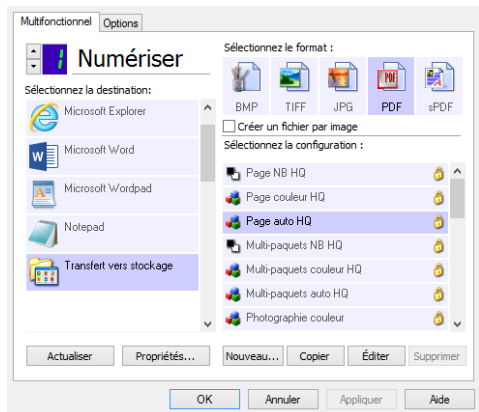 Multifonctionnel Options
1 Numériser
Sélectionnez la destination:
Microsoft Explorer
Microsoft Word
Microsoft Wordpad
Notepad
Transfert vers stockage
Actualiser Propriétés...
Sélectionnez le format :
BMP TIFF JPG PDF sPDF
Créer un fichier par image
Sélectionnez la configuration :
Page NB HQ
Page couleur HQ
Page auto HQ
Multi-paquets NB HQ
Multi-paquets couleur HQ
Multi-paquets auto HQ
Photographie couleur
Nouveau... Copier Éditer Supprimer
OK Annuler Appliquer Aide